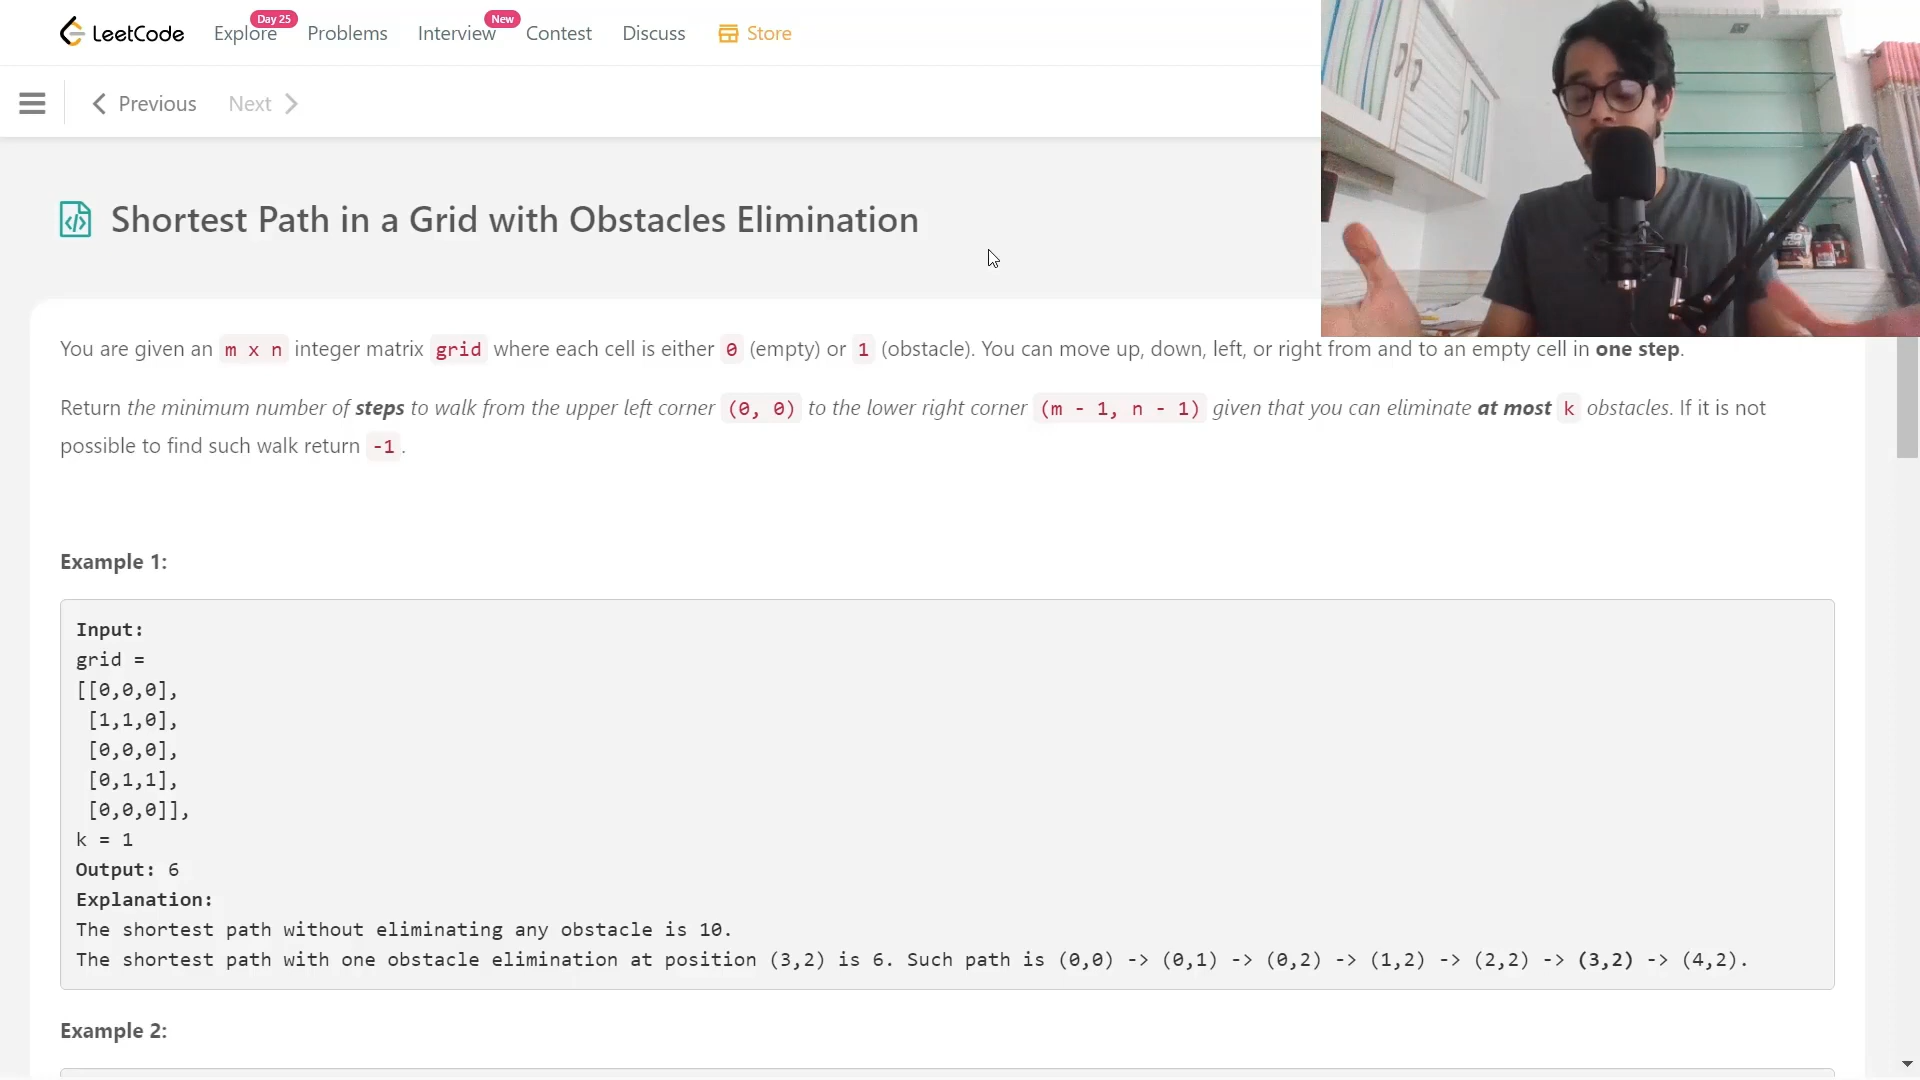 LeetCode Explore Day 25 Problems Interview New Contest Discuss Store
Previous Next
Shortest Path in a Grid with Obstacles Elimination
You are given an m x n integer matrix grid where each cell is either 0 (empty) or 1 (obstacle). You can move up, down, left, or right from and to an empty cell in one step.
Return the minimum number of steps to walk from the upper left corner (0, 0) to the lower right corner (m - 1, n - 1) given that you can eliminate at most k obstacles. If it is not
possible to find such walk return -1.
Example 1:
Input:
grid =
[[0,0,0],
[1,1,0],
[0,0,0],
[0,1,1],
[0,0,0]],
k = 1
Output: 6
Explanation:
The shortest path without eliminating any obstacle is 10.
The shortest path with one obstacle elimination at position (3,2) is 6. Such path is (0,0) -> (0,1) -> (0,2) -> (1,2) -> (2,2) -> (3,2) -> (4,2).
Example 2: